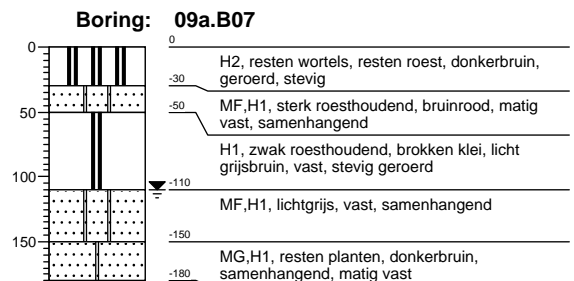 Boring: 09a.B07
0
0
H2, resten wortels, resten roest, donkerbruin,
geroerd, stevig
-30
50
-50
MF,H1, sterk roesthoudend, bruinrood, matig
vast, samenhangend
H1, zwak roesthoudend, brokken klei, licht
grijsbruin, vast, stevig geroerd
100
-110
MF,H1, lichtgrijs, vast, samenhangend
150
-150
MG,H1, resten planten, donkerbruin,
samenhangend, matig vast
-180